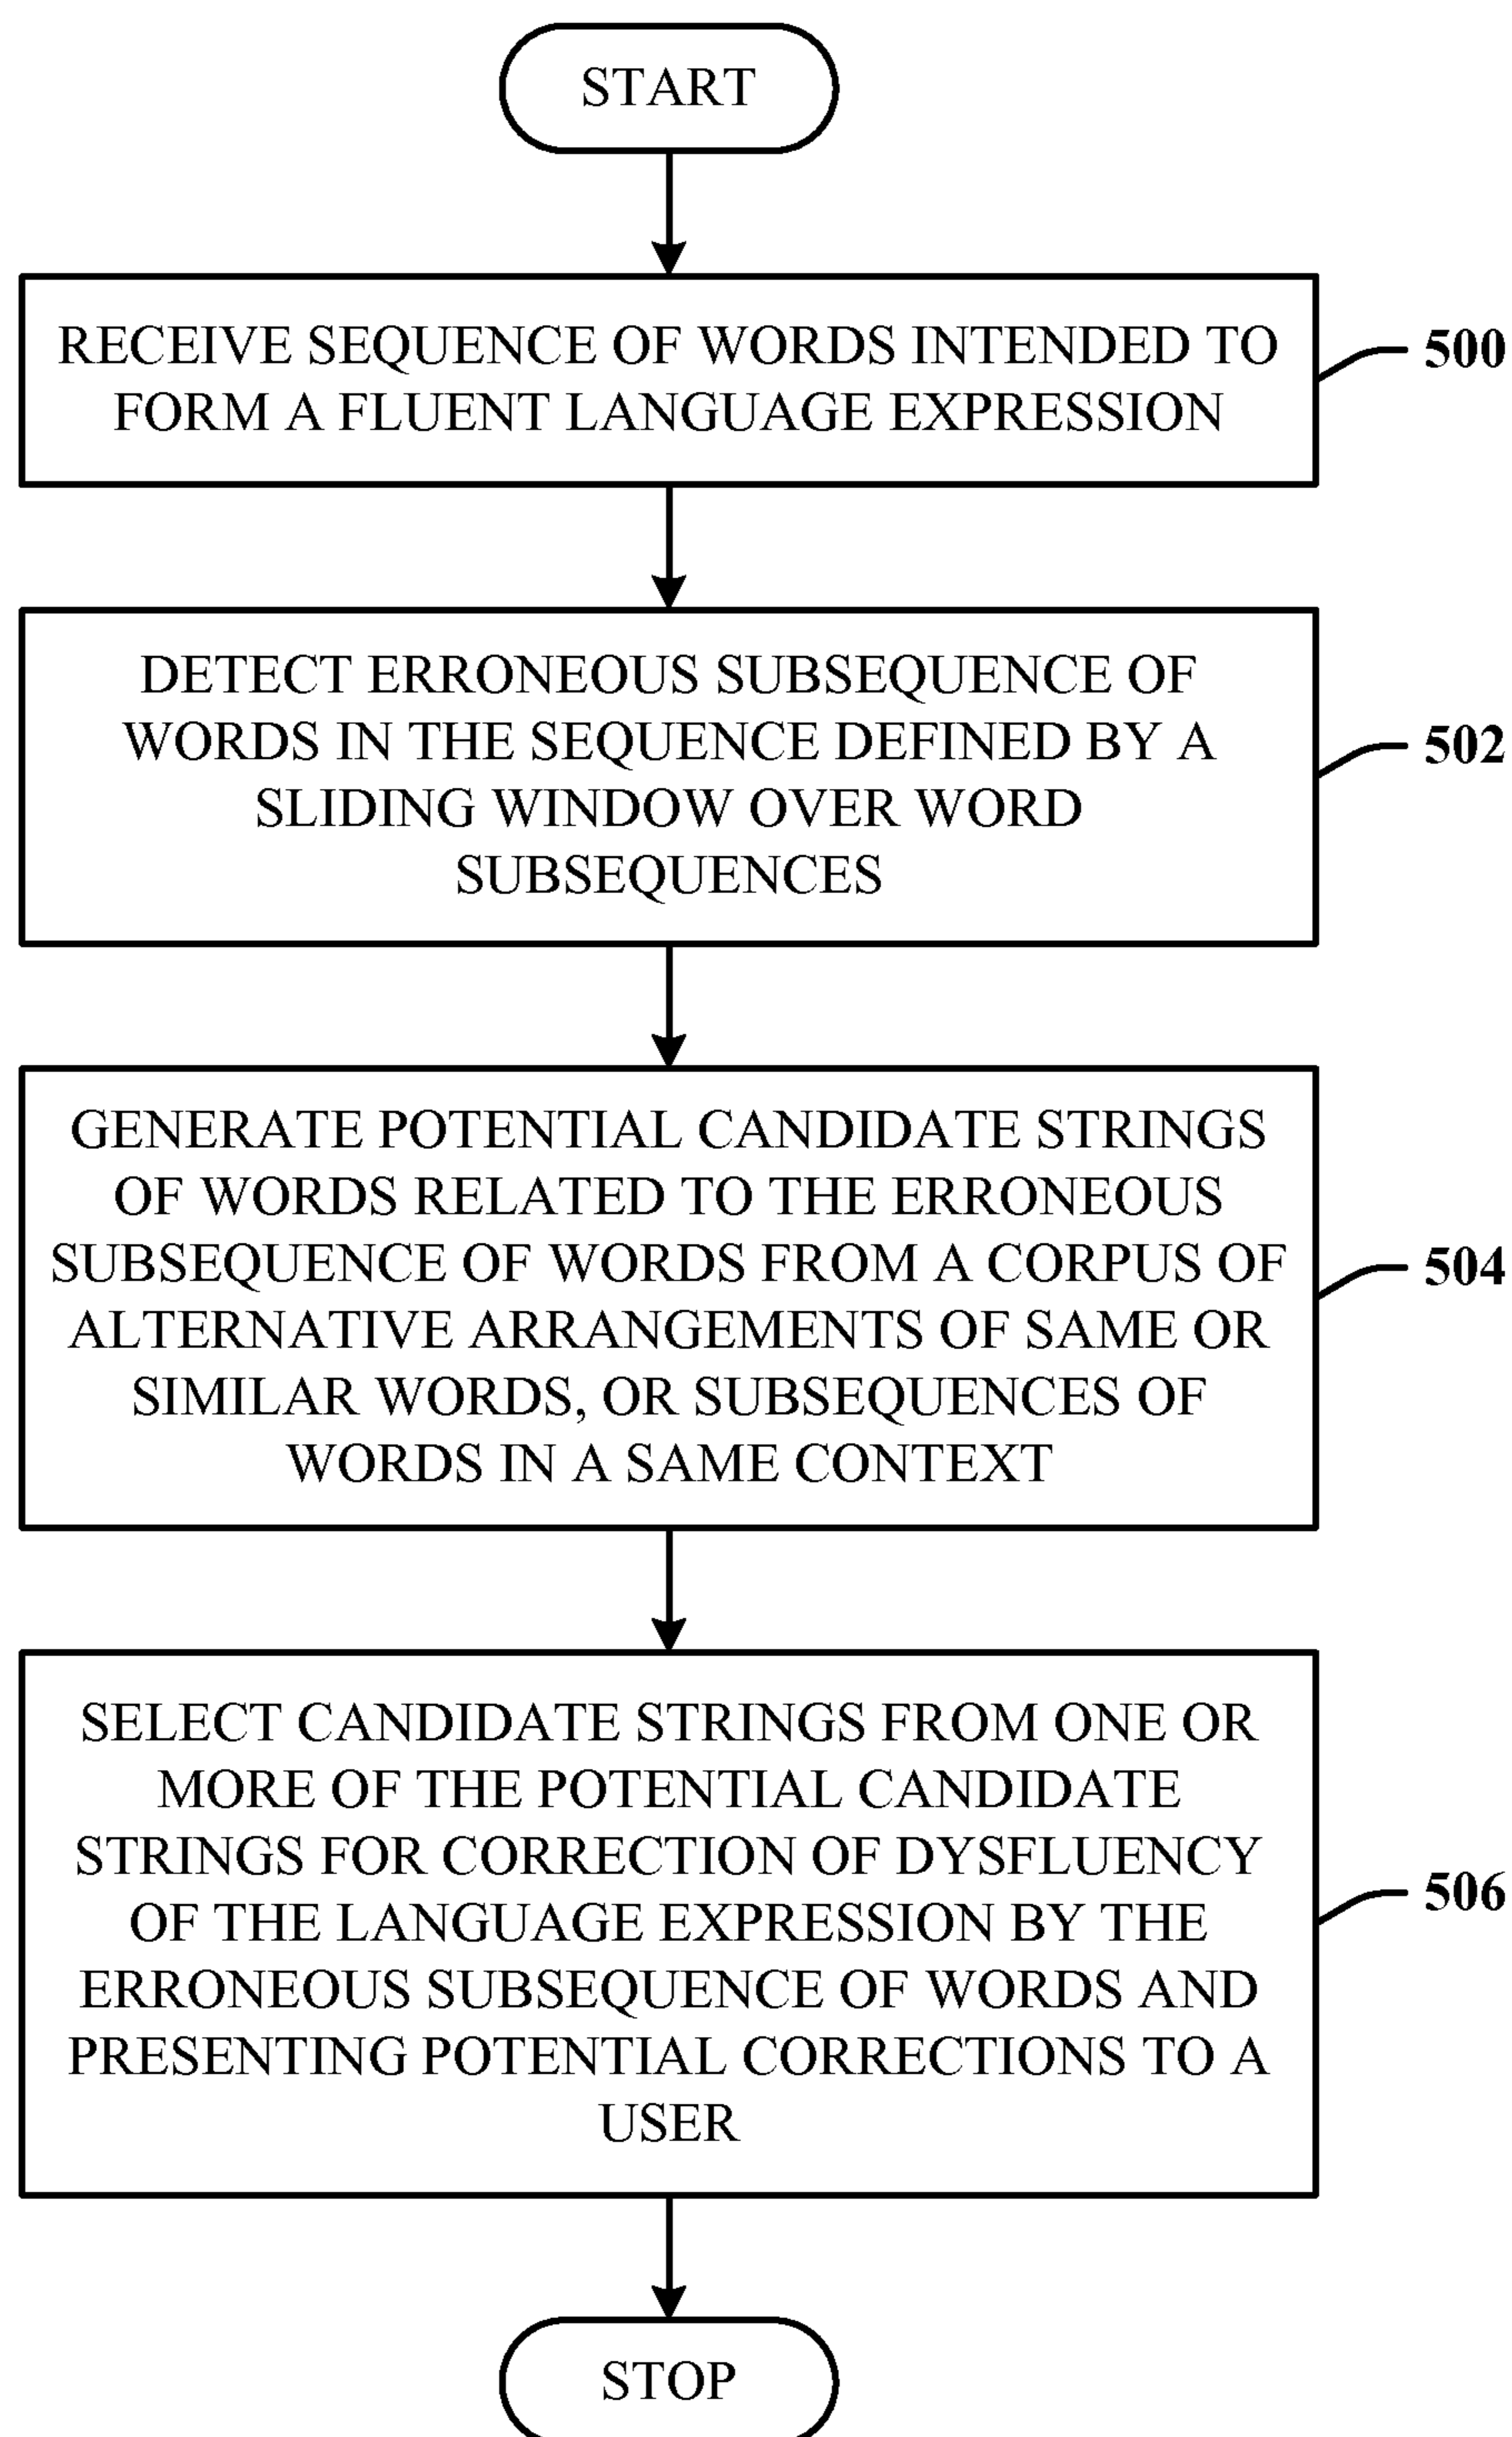 START
RECEIVE SEQUENCE OF WORDS INTENDED TO
FORM A FLUENT LANGUAGE EXPRESSION
500
DETECT ERRONEOUS SUBSEQUENCE OF
WORDS IN THE SEQUENCE DEFINED BY A
SLIDING WINDOW OVER WORD
SUBSEQUENCES
502
GENERATE POTENTIAL CANDIDATE STRINGS
OF WORDS RELATED TO THE ERRONEOUS
SUBSEQUENCE OF WORDS FROM A CORPUS OF
ALTERNATIVE ARRANGEMENTS OF SAME OR
SIMILAR WORDS, OR SUBSEQUENCES OF
WORDS IN A SAME CONTEXT
504
SELECT CANDIDATE STRINGS FROM ONE OR
MORE OF THE POTENTIAL CANDIDATE
STRINGS FOR CORRECTION OF DYSFLUENCY
OF THE LANGUAGE EXPRESSION BY THE
ERRONEOUS SUBSEQUENCE OF WORDS AND
PRESENTING POTENTIAL CORRECTIONS TO A
USER
506
STOP